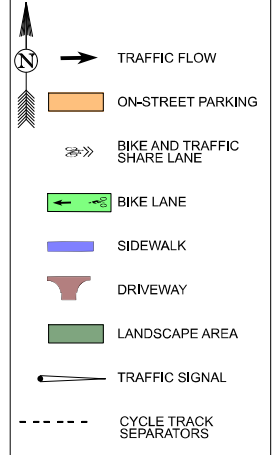 N
TRAFFIC FLOW
ON-STREET PARKING
BIKE AND TRAFFIC
SHARE LANE
BIKE LANE
SIDEWALK
DRIVEWAY
LANDSCAPE AREA
TRAFFIC SIGNAL
CYCLE TRACK
SEPARATORS